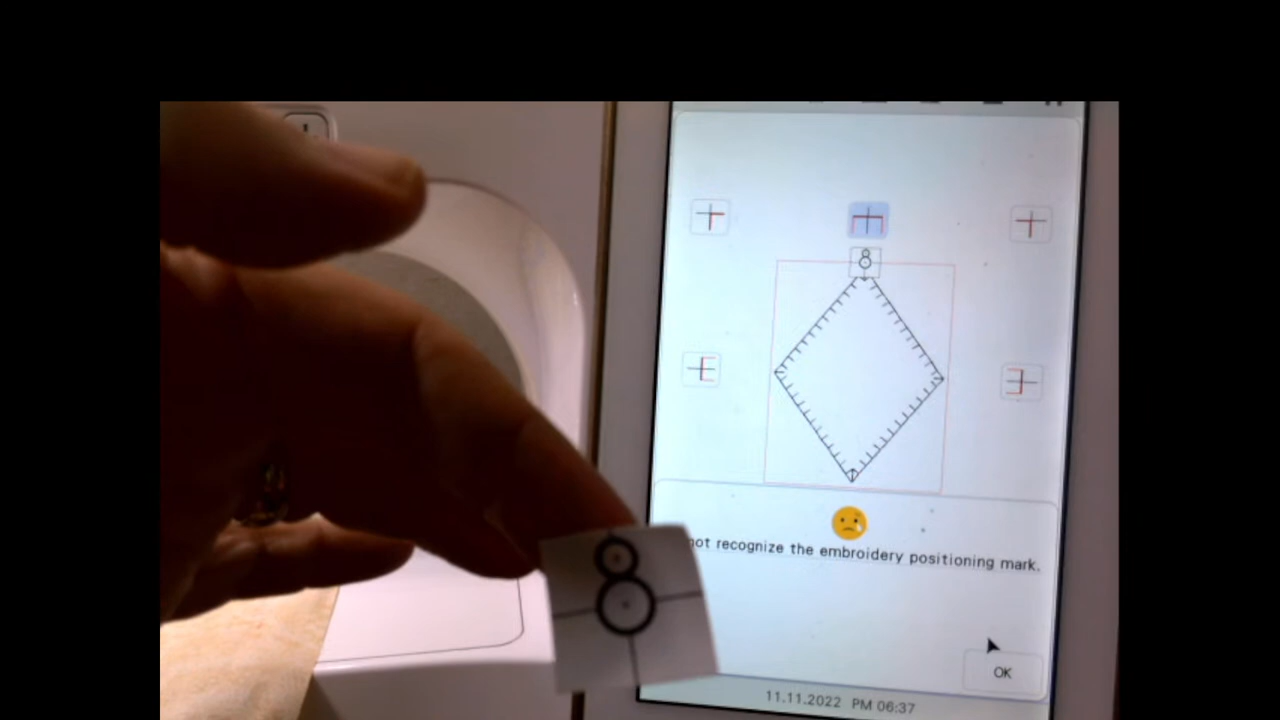 not recognize the embroidery positioning mark.
OK
11.11.2022 PM 06:37